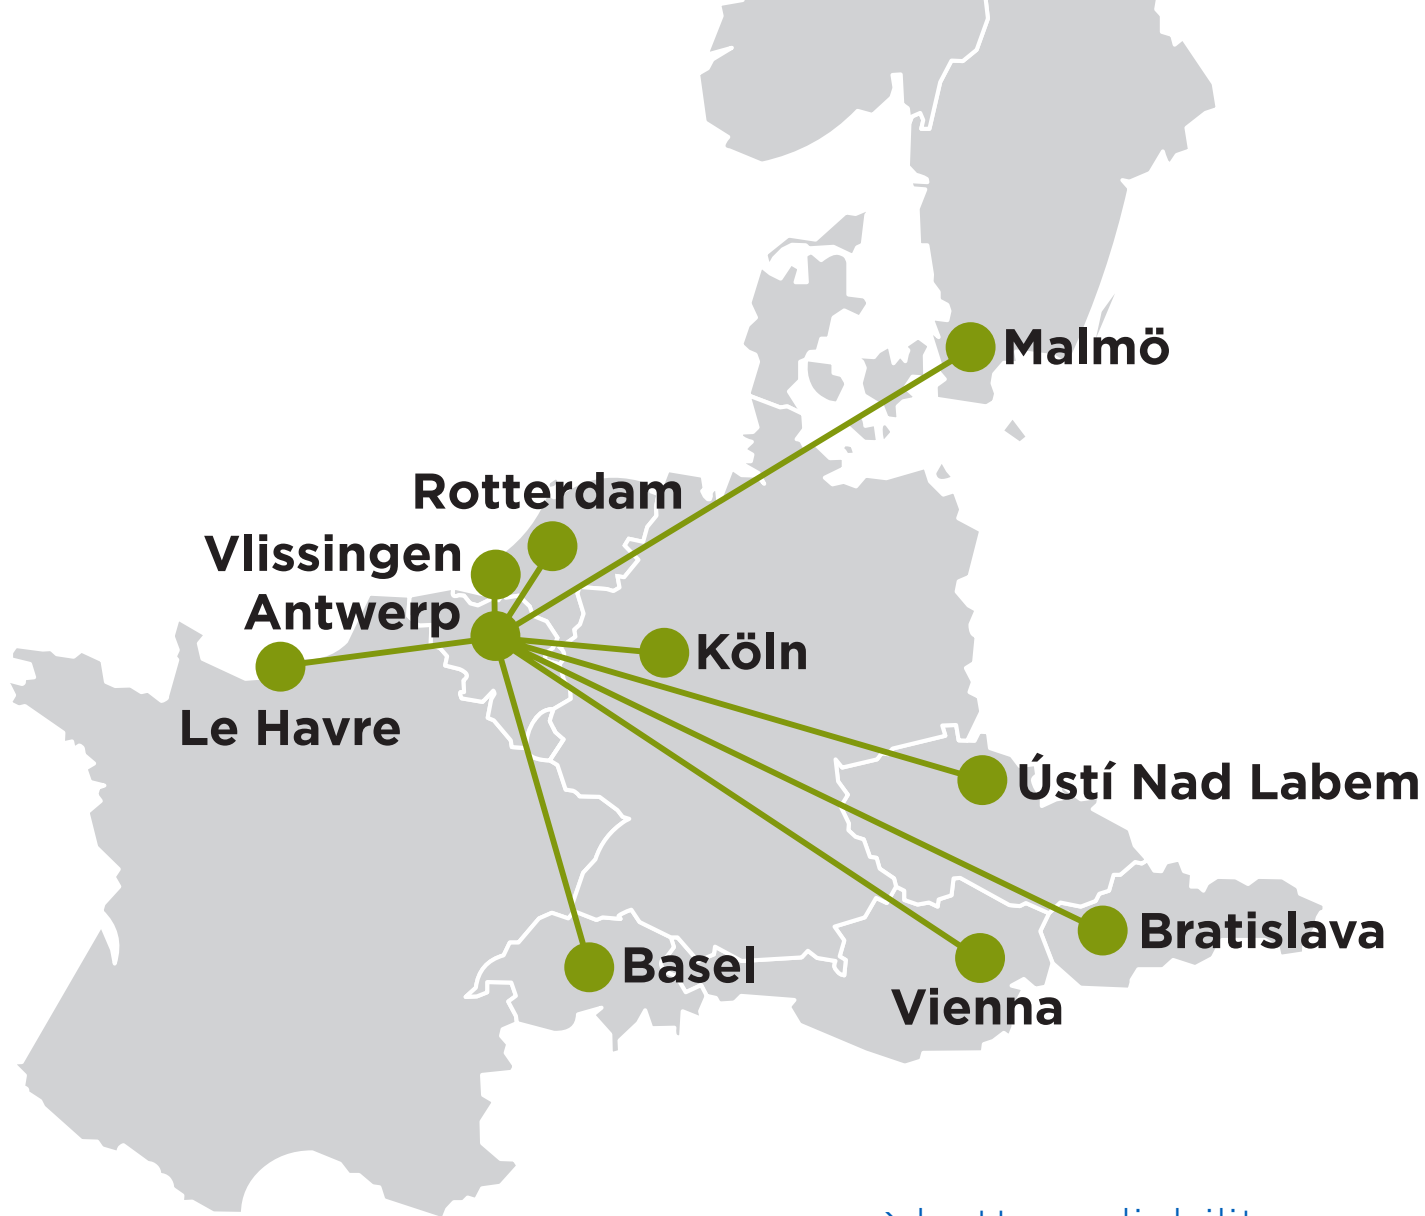 Malmö
Rotterdam
Vlissingen
Antwerp
Köln
Le Havre
Ústí Nad Labem
Bratislava
Basel
Vienna